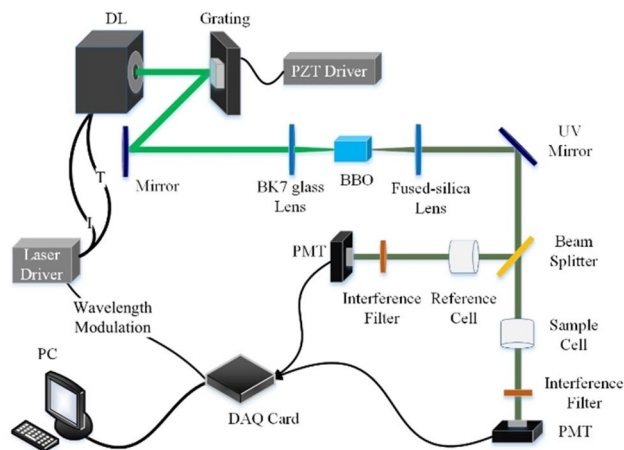 DL
Grating
PZT Driver
UV
Mirror
Mirror
BK7 glass
Lens
BBO
Fused-silica
Lens
T
I
Laser
Driver
PMT
Beam
Splitter
Interference
Filter
Reference
Cell
Wavelength
Modulation
Sample
Cell
PC
Interference
Filter
DAQ Card
PMT